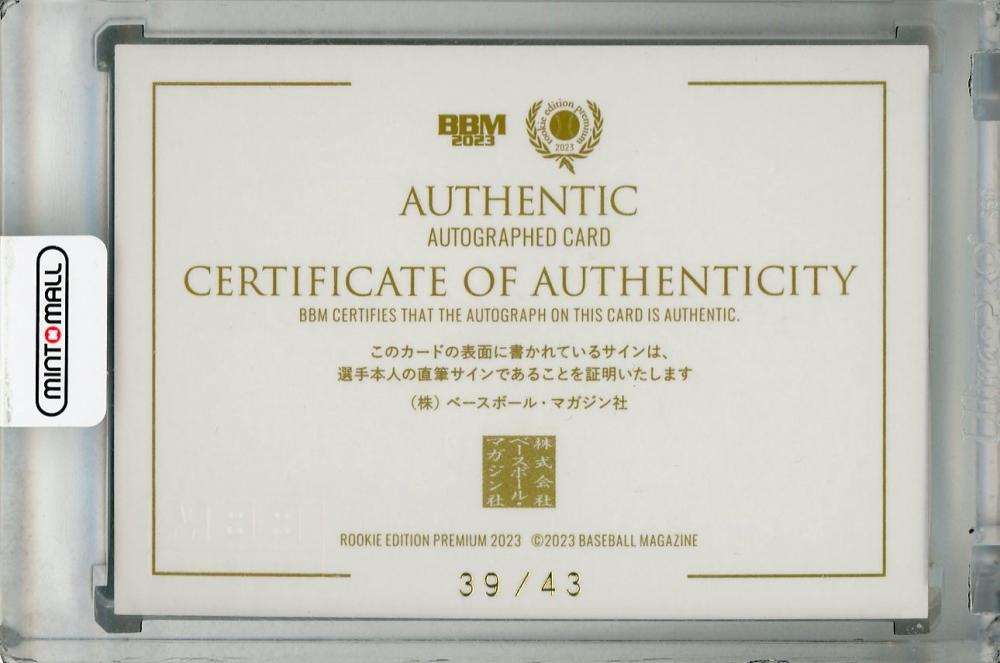 BBM
2023
rookie edition premium
2023
AUTHENTIC
AUTOGRAPHED CARD
CERTIFICATE OF AUTHENTICITY
BBM CERTIFIES THAT THE AUTOGRAPH ON THIS CARD IS AUTHENTIC.
このカードの表面に書かれているサインは、
選手本人の直筆サインであることを証明いたします
（株）ベースボール・マガジン社
株式会社
ベースボール・
マガジン社
ROOKIE EDITION PREMIUM 2023 ©2023 BASEBALL MAGAZINE
39/43
MINTOMALL